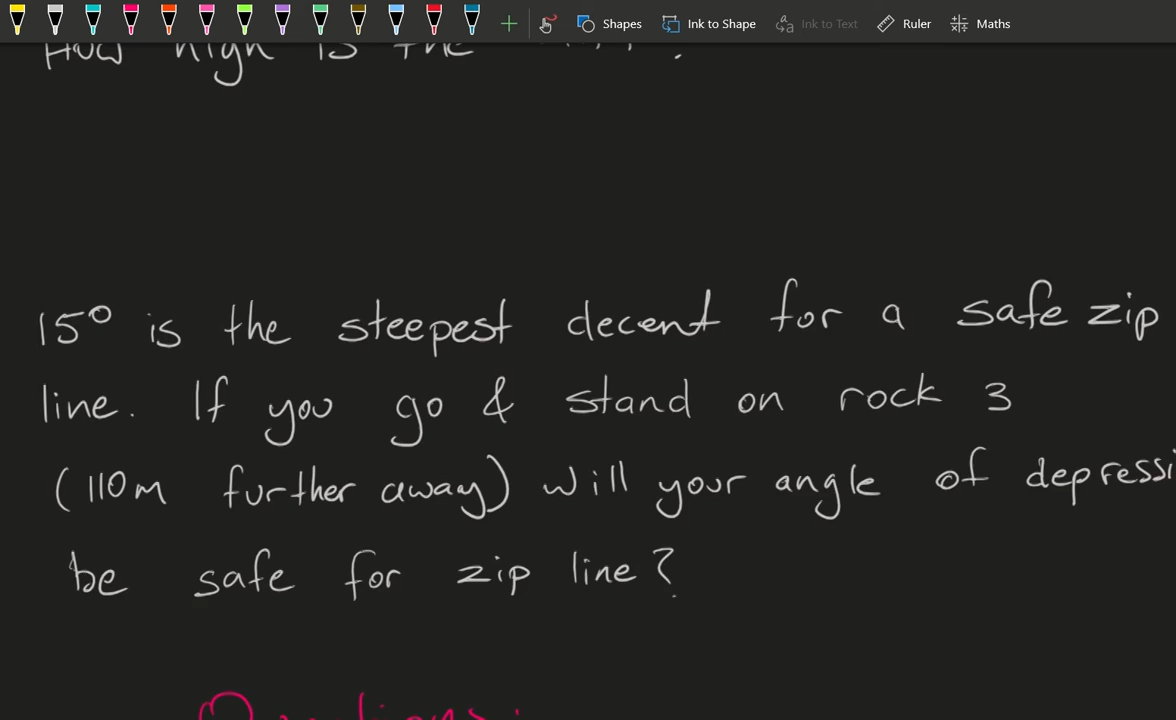 Shapes Ink to Shape Ink to Text Ruler Maths
How high is the
15° is the steepest decent for a safe zip
line. If you go & stand on rock 3
(110m further away) will your angle of depressi
be safe for zip line?
Questions: